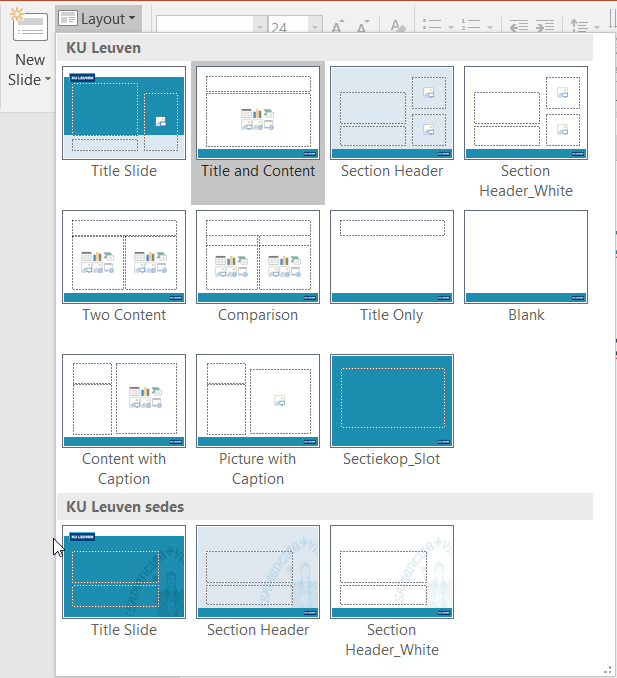 Layout
24
New
Slide
KU Leuven
KU LEUVEN
Title Slide
Title and Content
Section Header
Section
Header_White
Two Content
Comparison
Title Only
Blank
Content with
Caption
Picture with
Caption
Sectiekop_Slot
KU Leuven sedes
KU LEUVEN
Title Slide
Section Header
Section
Header_White